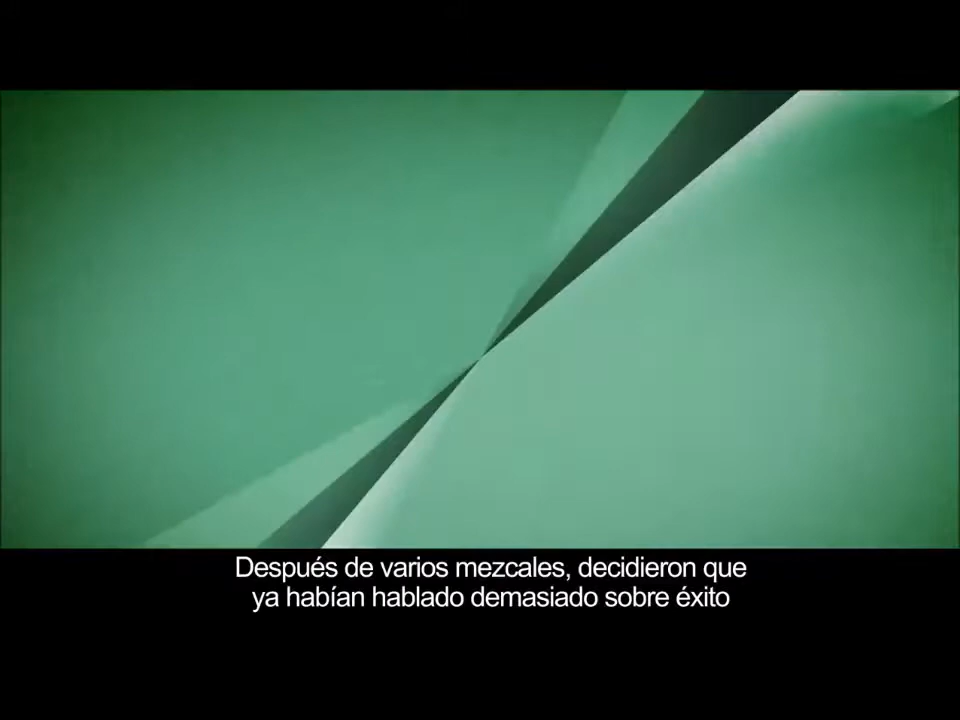 Después de varios mezcales, decidieron que
ya habían hablado demasiado sobre éxito